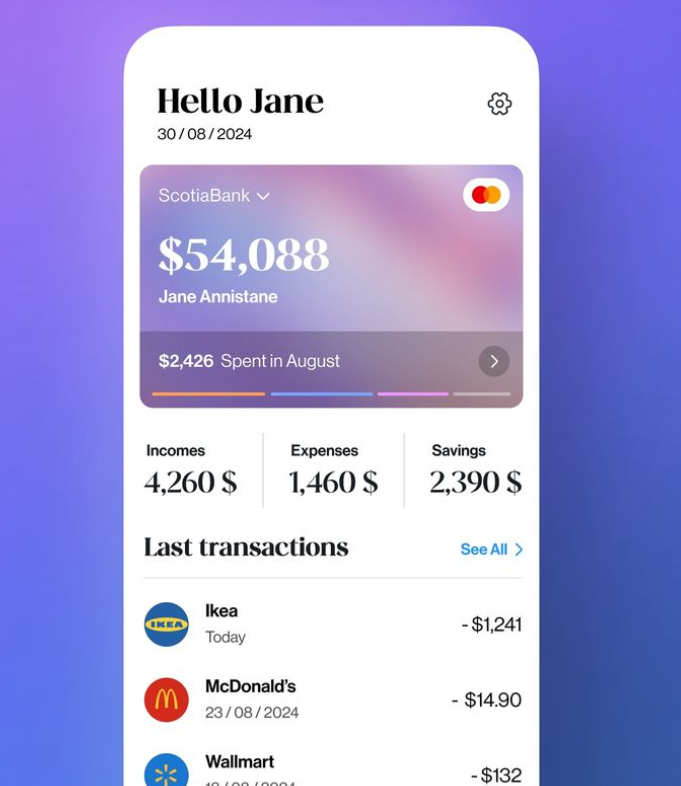 Hello Jane
30 / 08 / 2024
ScotiaBank
$54,088
Jane Annistane
$2,426 Spent in August
Incomes Expenses Savings
4,260 $ 1,460 $ 2,390 $
Last transactions See All
IKEA
Ikea
Today
- $1,241
McDonald's
23 / 08 / 2024
- $14.90
Wallmart
- $132